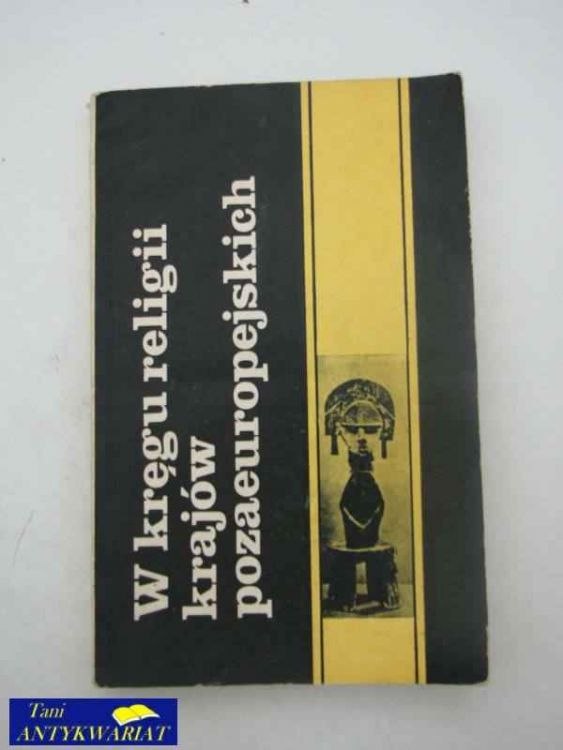 W kręgu religii
krajów
pozaeuropejskich
Tani
ANTYKWARIAT